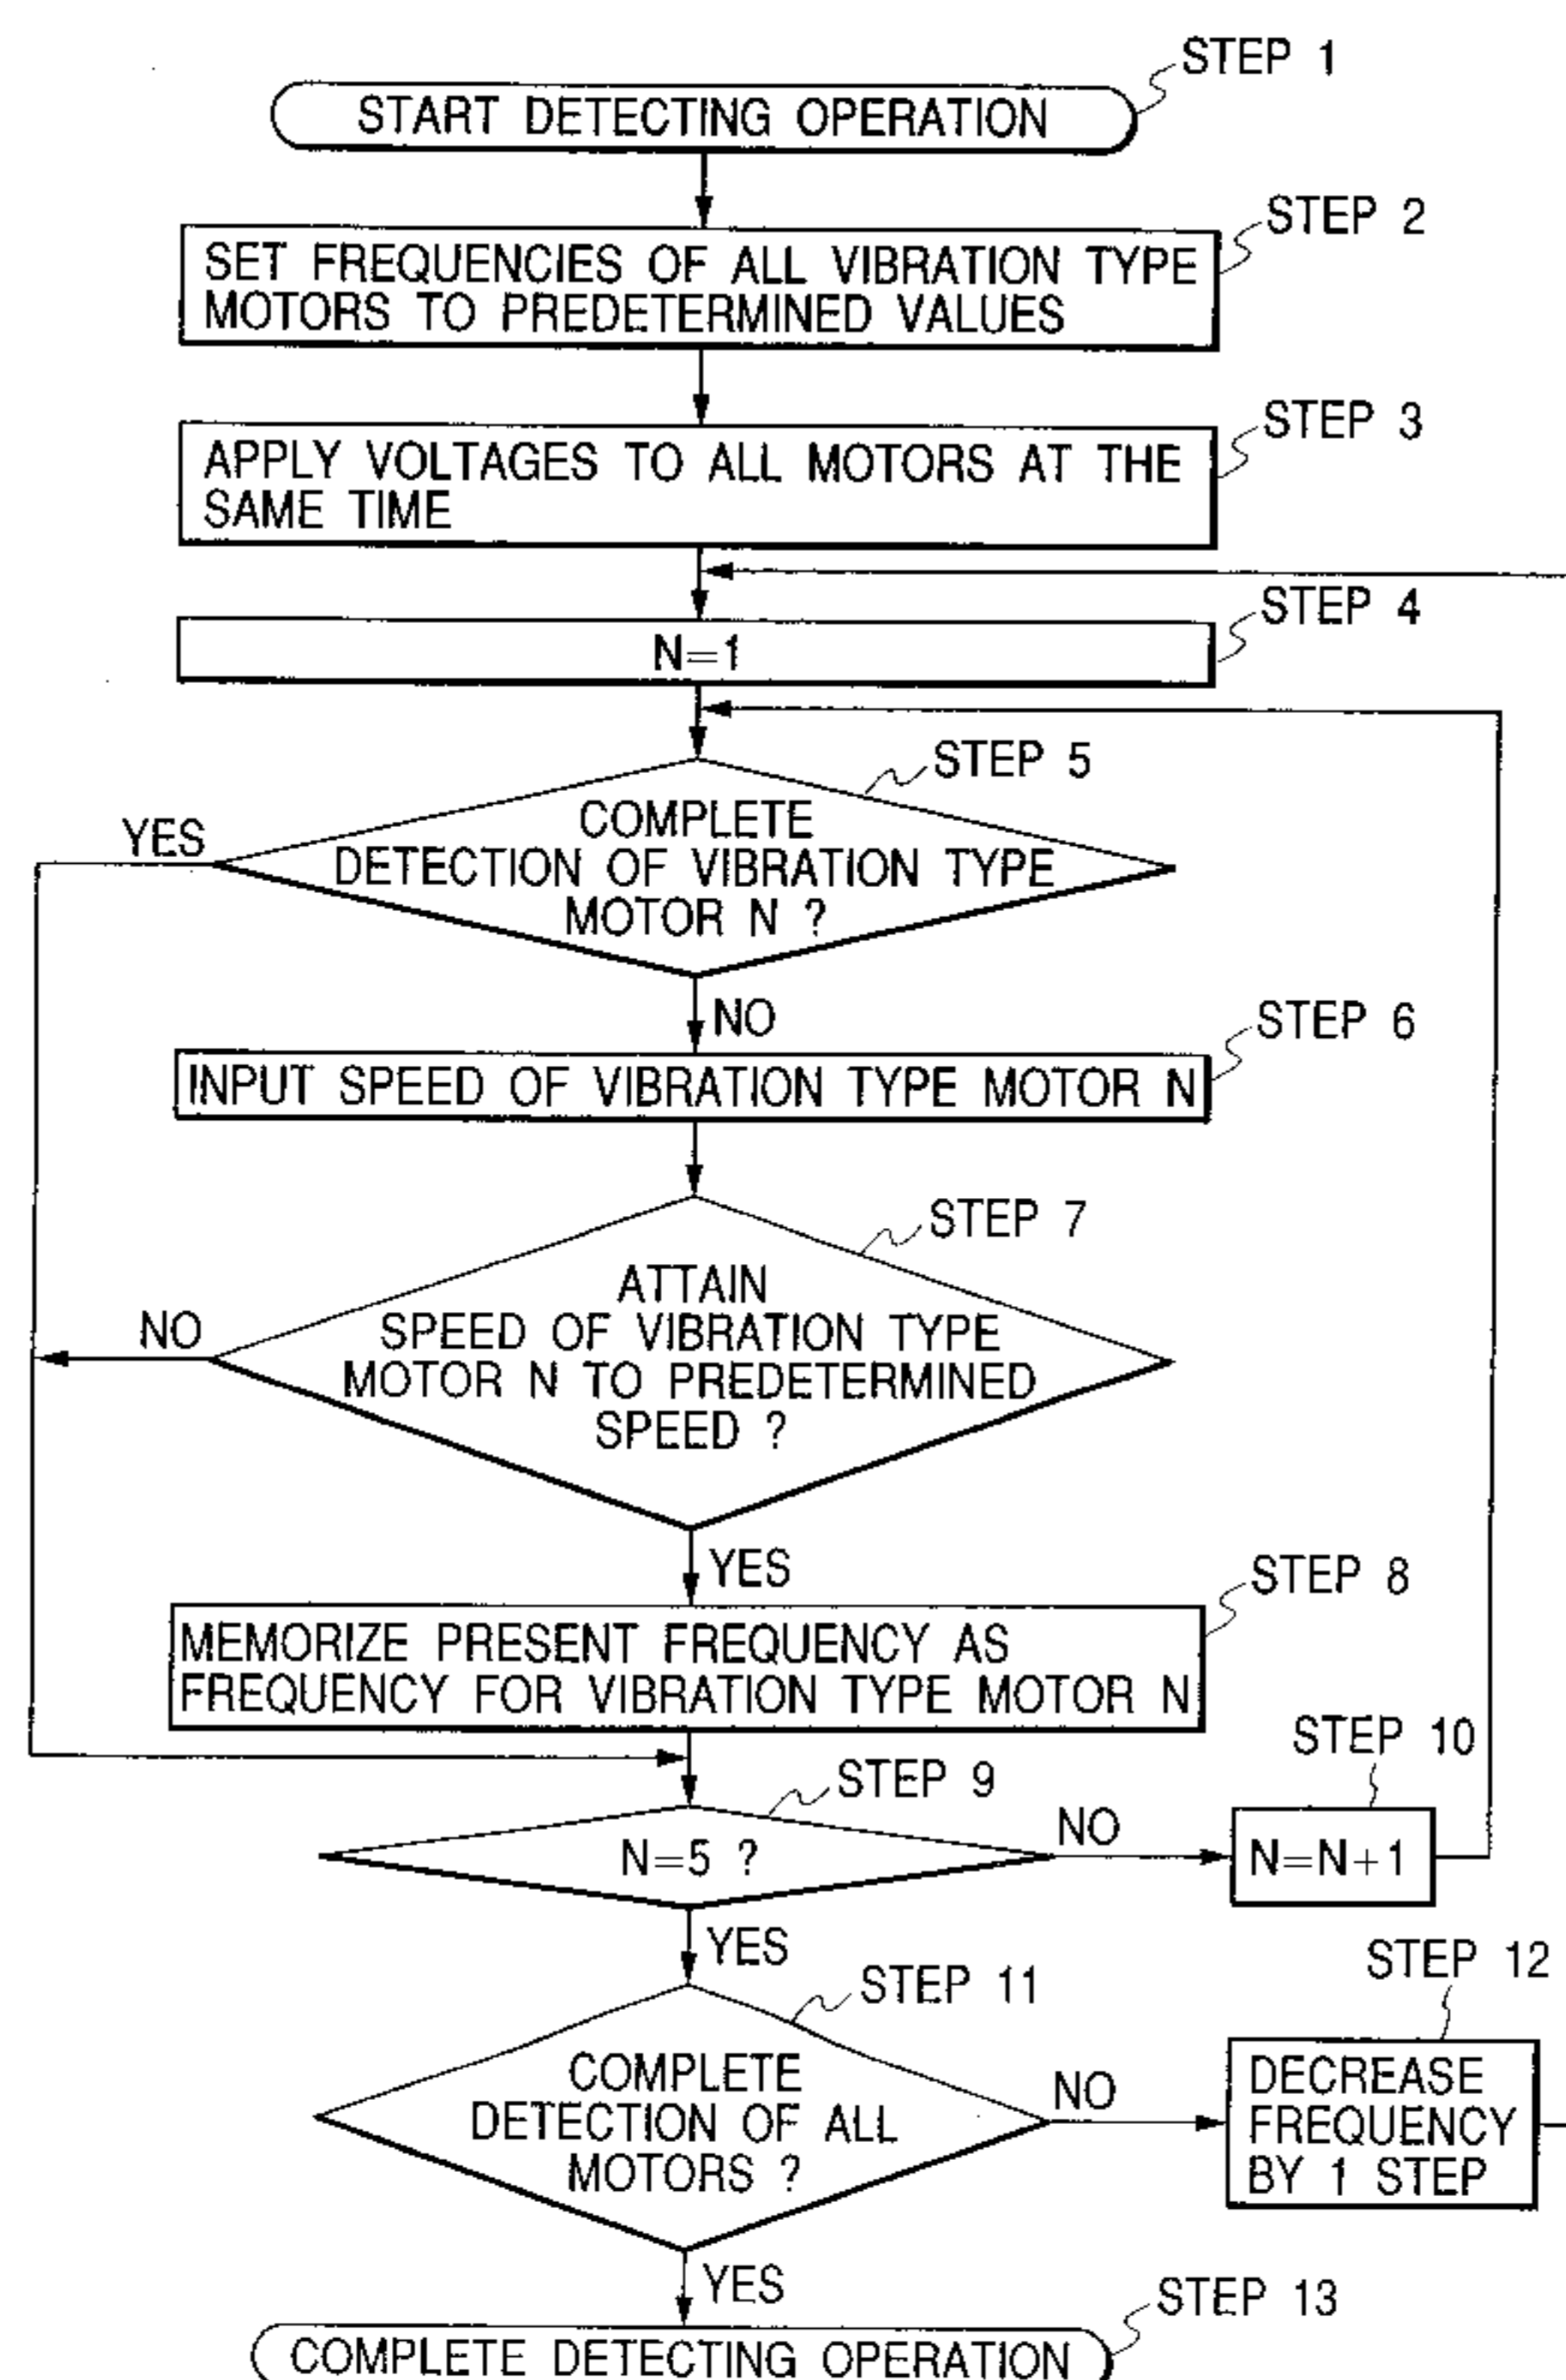 STEP 1
START DETECTING OPERATION
STEP 2
SET FREQUENCIES OF ALL VIBRATION TYPE
MOTORS TO PREDETERMINED VALUES
STEP 3
APPLY VOLTAGES TO ALL MOTORS AT THE
SAME TIME
STEP 4
N=1
STEP 5
YES
COMPLETE
DETECTION OF VIBRATION TYPE
MOTOR N ?
NO
STEP 6
INPUT SPEED OF VIBRATION TYPE MOTOR N
STEP 7
NO
ATTAIN
SPEED OF VIBRATION TYPE
MOTOR N TO PREDETERMINED
SPEED ?
YES
STEP 8
MEMORIZE PRESENT FREQUENCY AS
FREQUENCY FOR VIBRATION TYPE MOTOR N
STEP 9
STEP 10
N=5 ?
NO
N=N+1
YES
STEP 11
STEP 12
COMPLETE
DETECTION OF ALL
MOTORS ?
NO
DECREASE
FREQUENCY
BY 1 STEP
YES
STEP 13
COMPLETE DETECTING OPERATION